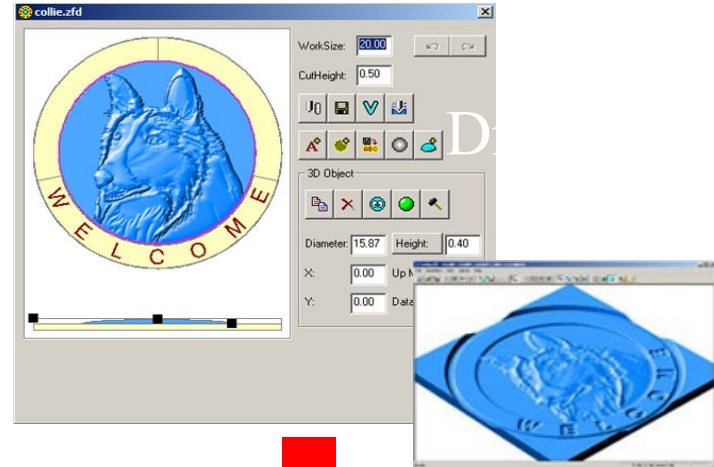 collie.zfd
WorkSize: 20.00
CutHeight: 0.50
3D Object
Diameter: 15.87 Height: 0.40
X: 0.00 Up M
Y: 0.00 Data
WELCOME
WELCOME